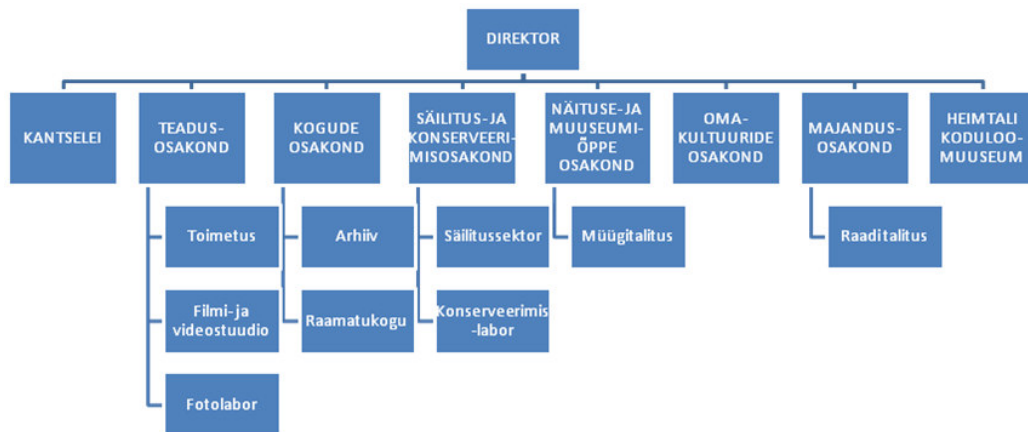 DIREKTOR
KANTSELEI
TEADUS-
OSAKOND
KOGUDE
OSAKOND
SÄILITUS-JA
KONSERVEERI-
MISOSAKOND
NÄITUSE-JA
MUUSEUMI-
ÕPPE
OSAKOND
OMA-
KULTUURIDE
OSAKOND
MAJANDUS-
OSAKOND
HEIMTALI
KODULOO-
MUUSEUM
Toimetus
Filmi-ja
videostuudio
Fotolabor
Arhiiv
Raamatukogu
Säilitussektor
Konserveerimis
-labor
Müügitalitus
Raaditalitus